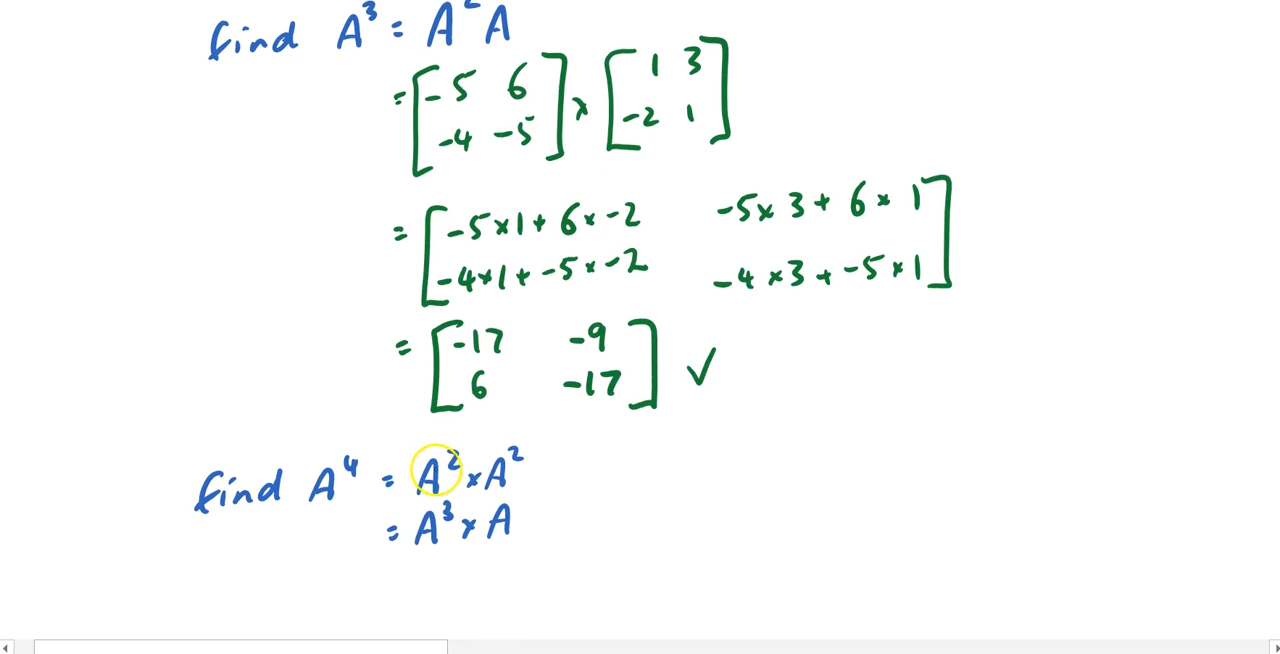 find A³ = A² A
= [ -5 6 ] × [ 1 3 ]
-4 -5 -2 1
= [ -5×1 + 6×-2 -5×3 + 6×1 ]
-4×1 + -5×-2 -4×3 + -5×1
= [ -17 -9 ] ✓
6 -17
find A⁴ = A² × A²
= A³ × A